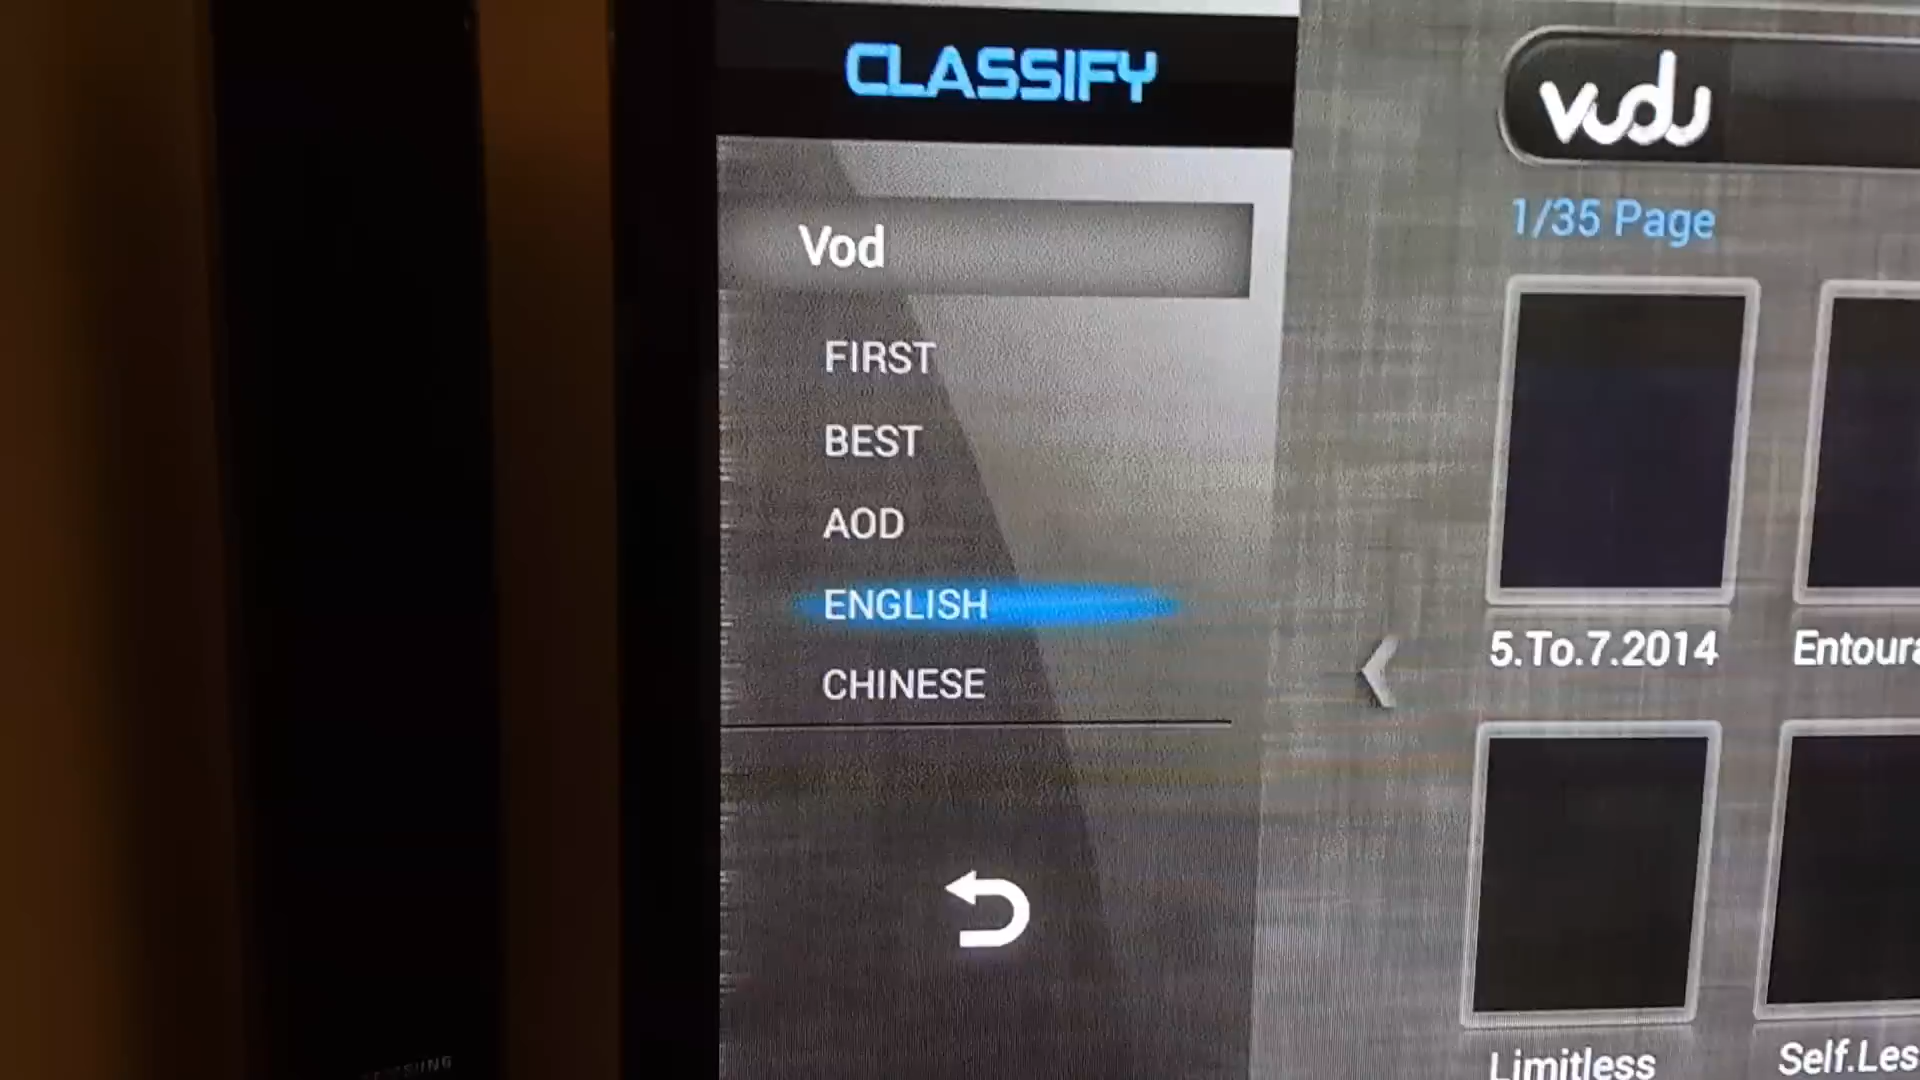 CLASSIFY
Vod
FIRST
BEST
AOD
ENGLISH
CHINESE
vudu
1/35 Page
5.To.7.2014
Limitless